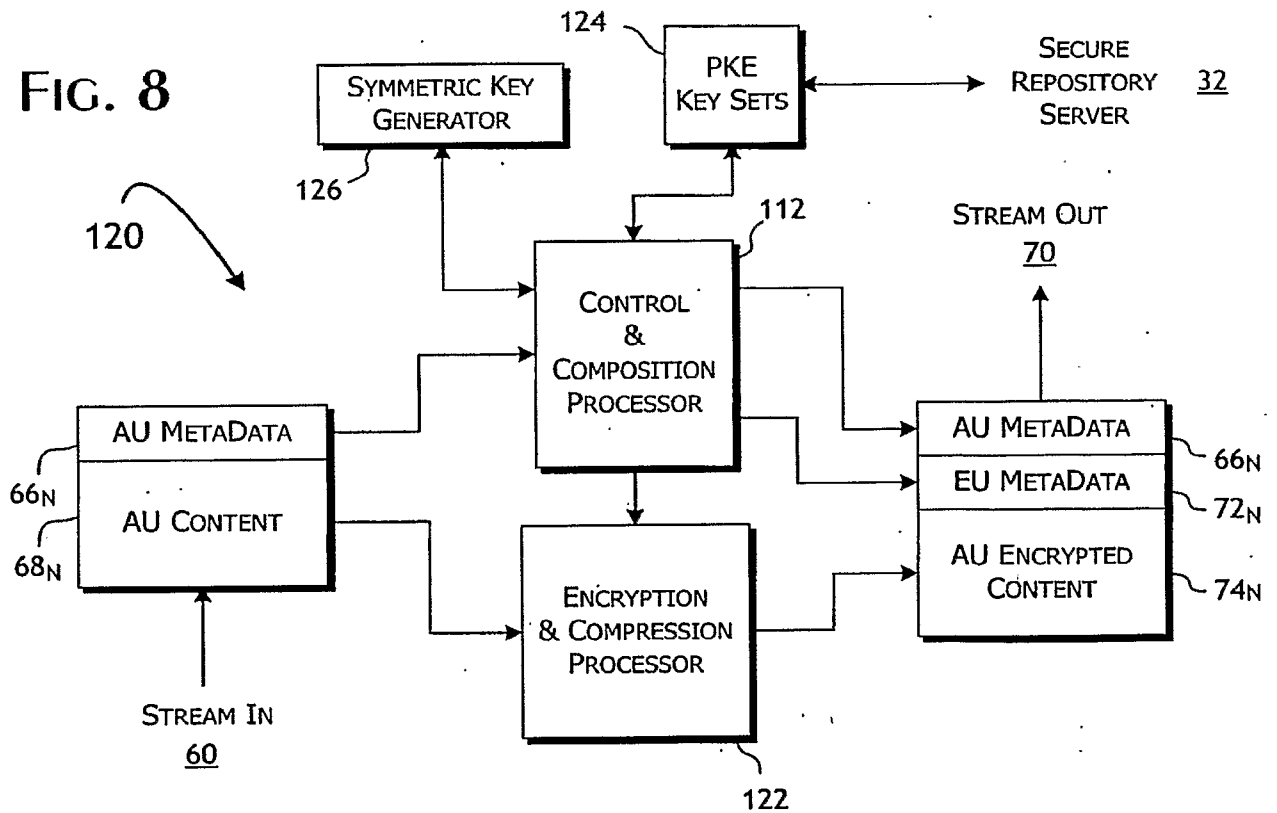 FIG. 8
124
PKE
KEY SETS
SECURE
REPOSITORY
SERVER
32
SYMMETRIC KEY
GENERATOR
126
120
112
STREAM OUT
70
CONTROL
&
COMPOSITION
PROCESSOR
AU METADATA
AU CONTENT
66N
68N
AU METADATA
EU METADATA
AU ENCRYPTED
CONTENT
66N
72N
74N
ENCRYPTION
& COMPRESSION
PROCESSOR
122
STREAM IN
60